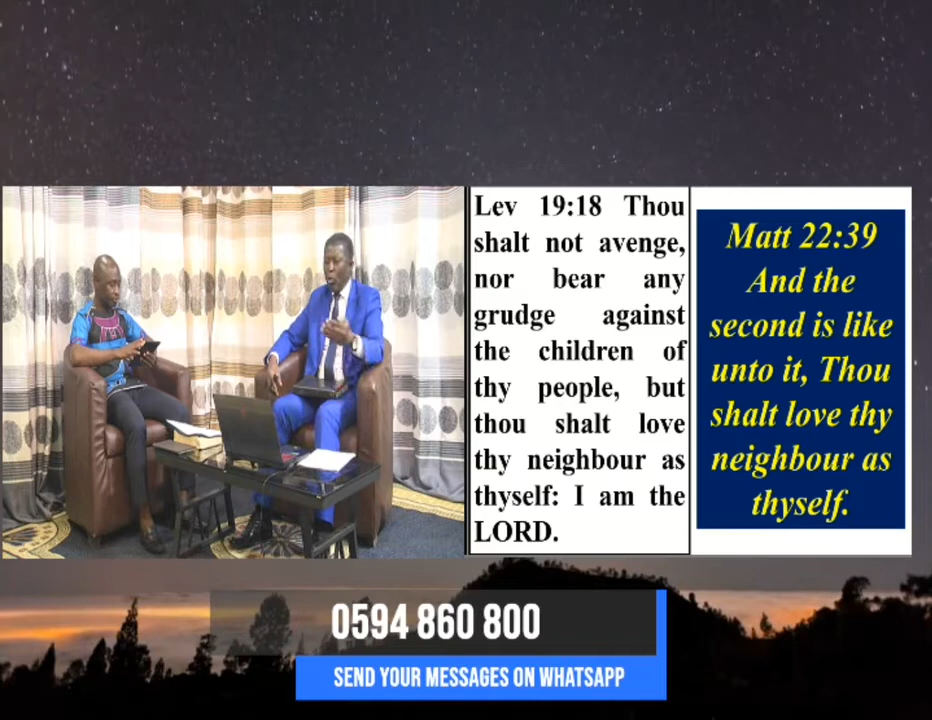 Lev 19:18 Thou
shalt not avenge,
nor bear any
grudge against
the children of
thy people, but
thou shalt love
thy neighbour as
thyself: I am the
LORD.
Matt 22:39
And the
second is like
unto it, Thou
shalt love thy
neighbour as
thyself.
0594 860 800
SEND YOUR MESSAGES ON WHATSAPP